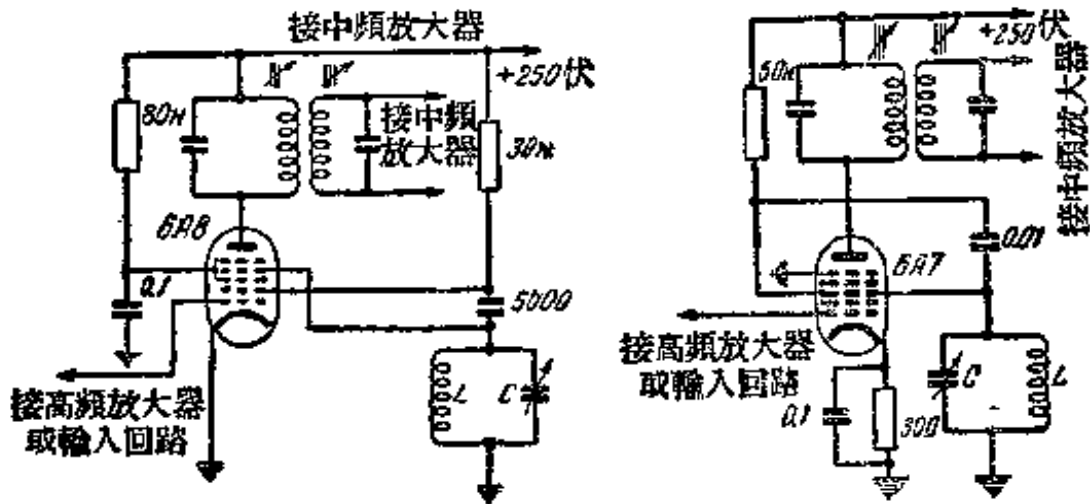 接中頻放大器
+250伏
80к
接中頻
放大器
30к
6A8
0.1
5000
L
C
接高頻放大器
或輸入回路
+250伏
50к
接中頻放大器
6A7
0.01
接高頻放大器
或輸入回路
0.1
300
C
L